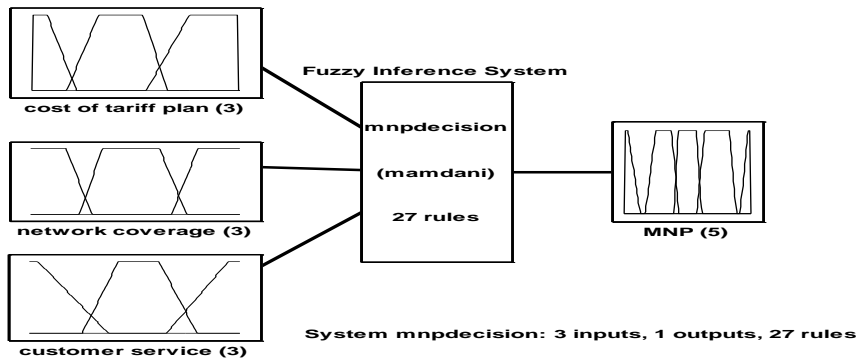 Fuzzy Inference System
cost of tariff plan (3)
mnpdecision
(mamdani)
27 rules
network coverage (3)
MNP (5)
customer service (3)
System mnpdecision: 3 inputs, 1 outputs, 27 rules